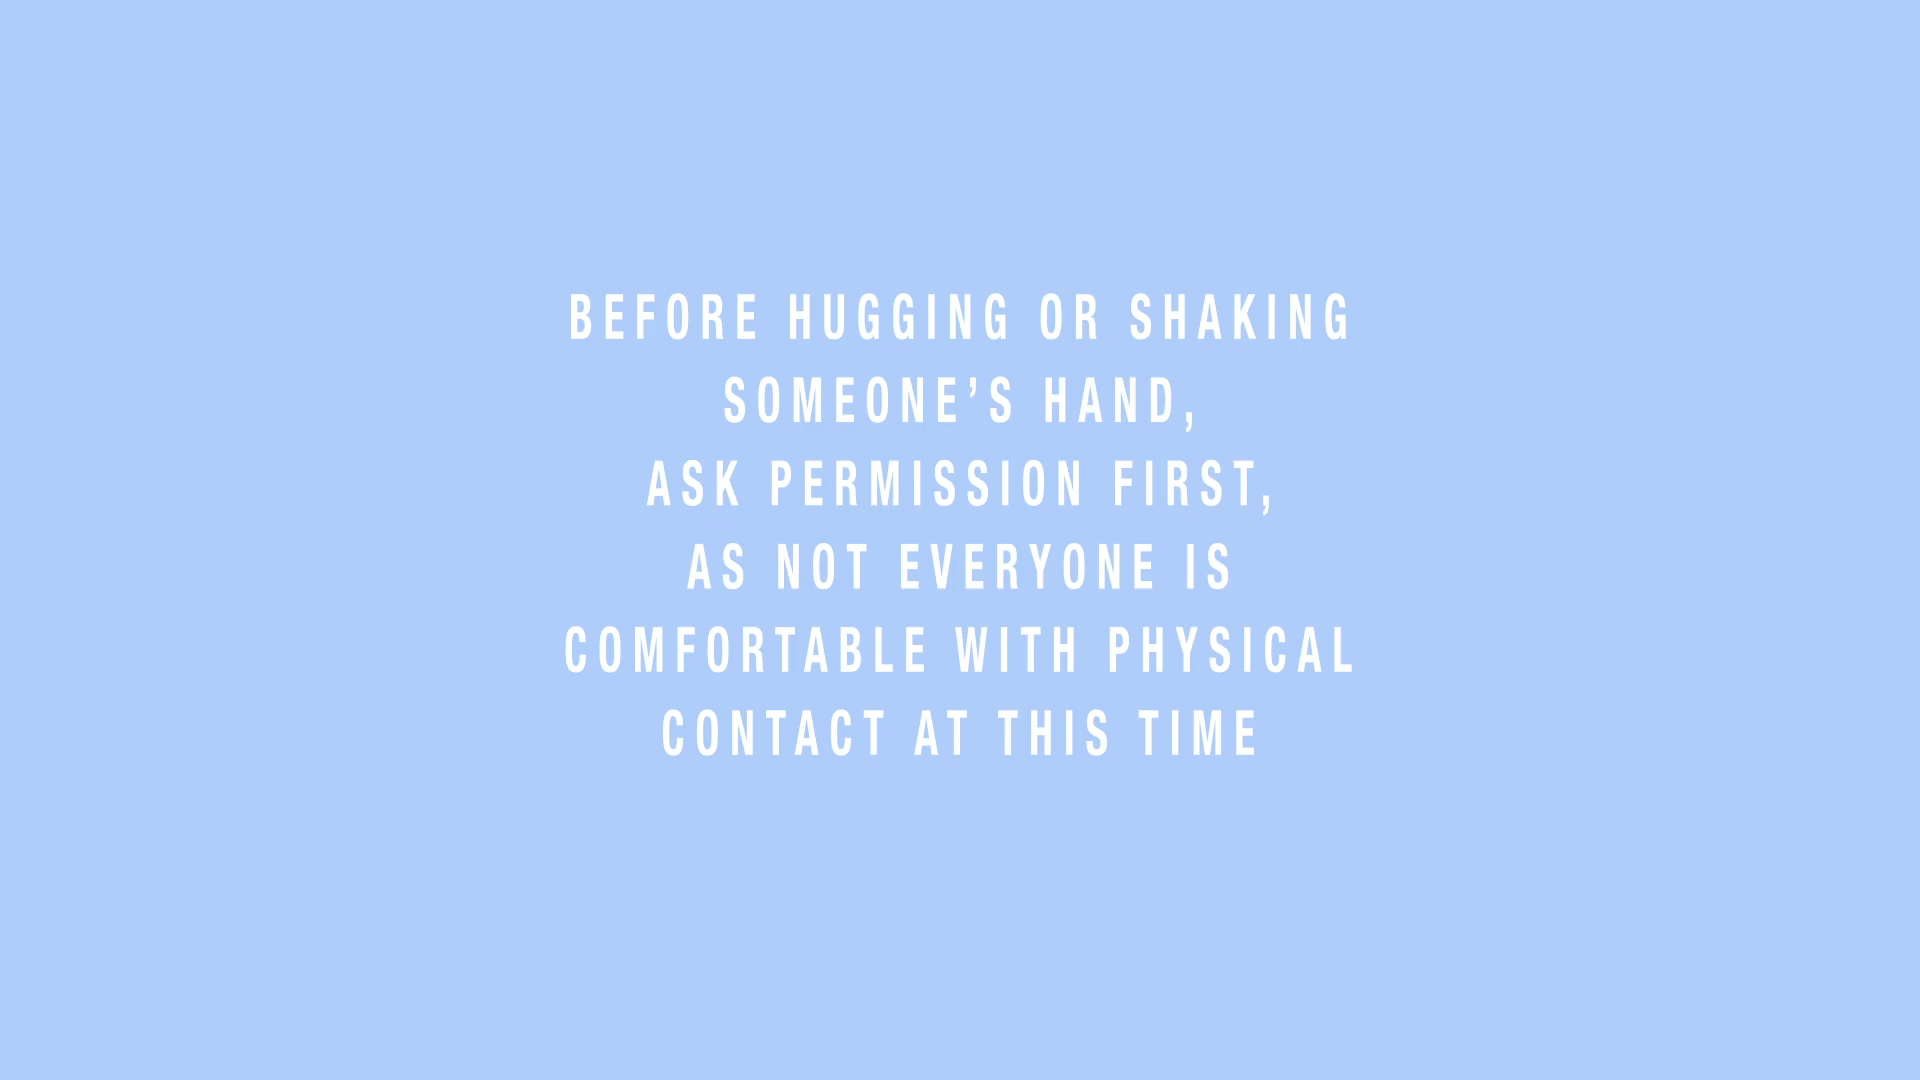 BEFORE HUGGING OR SHAKING
SOMEONE’S HAND,
ASK PERMISSION FIRST,
AS NOT EVERYONE IS
COMFORTABLE WITH PHYSICAL
CONTACT AT THIS TIME